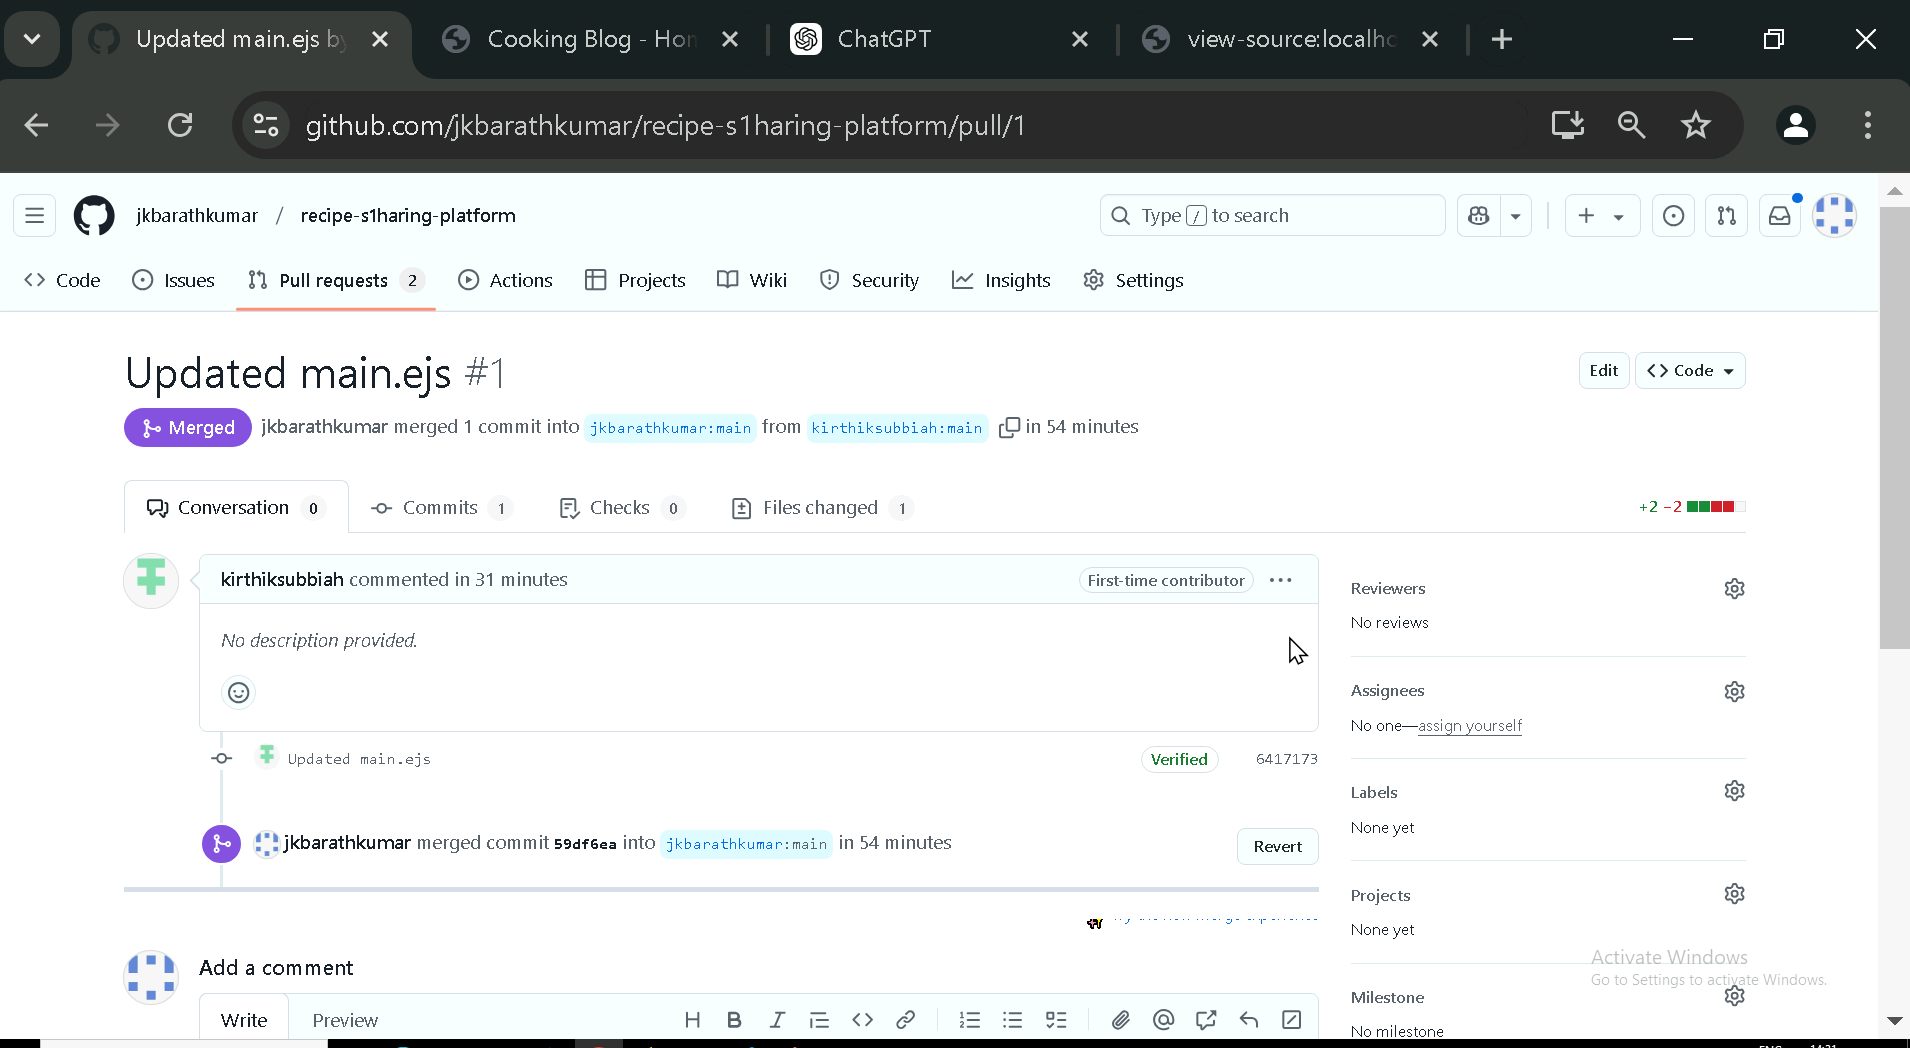 Updated main.ejs by
Cooking Blog - Hom
ChatGPT
view-source:localho
github.com/jkbarathkumar/recipe-s1haring-platform/pull/1
jkbarathkumar / recipe-s1haring-platform
Type / to search
Code
Issues
Pull requests 2
Actions
Projects
Wiki
Security
Insights
Settings
Updated main.ejs #1
Edit
Code
Merged
jkbarathkumar merged 1 commit into jkbarathkumar:main from kirthiksubbiah:main in 54 minutes
Conversation 0
Commits 1
Checks 0
Files changed 1
+2 −2
kirthiksubbiah commented in 31 minutes
First-time contributor
No description provided.
Updated main.ejs
Verified
6417173
jkbarathkumar merged commit 59df6ea into jkbarathkumar:main in 54 minutes
Revert
Add a comment
Write
Preview
Reviewers
No reviews
Assignees
No one—assign yourself
Labels
None yet
Projects
None yet
Milestone
No milestone
Activate Windows
Go to Settings to activate Windows.